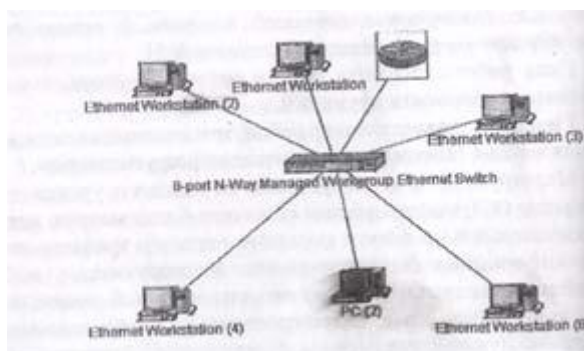 Ethernet Workstation
Ethernet Workstation (2)
Ethernet Workstation (3)
8-port N-Way Managed Workgroup Ethernet Switch
PC (2)
Ethernet Workstation (4)
Ethernet Workstation